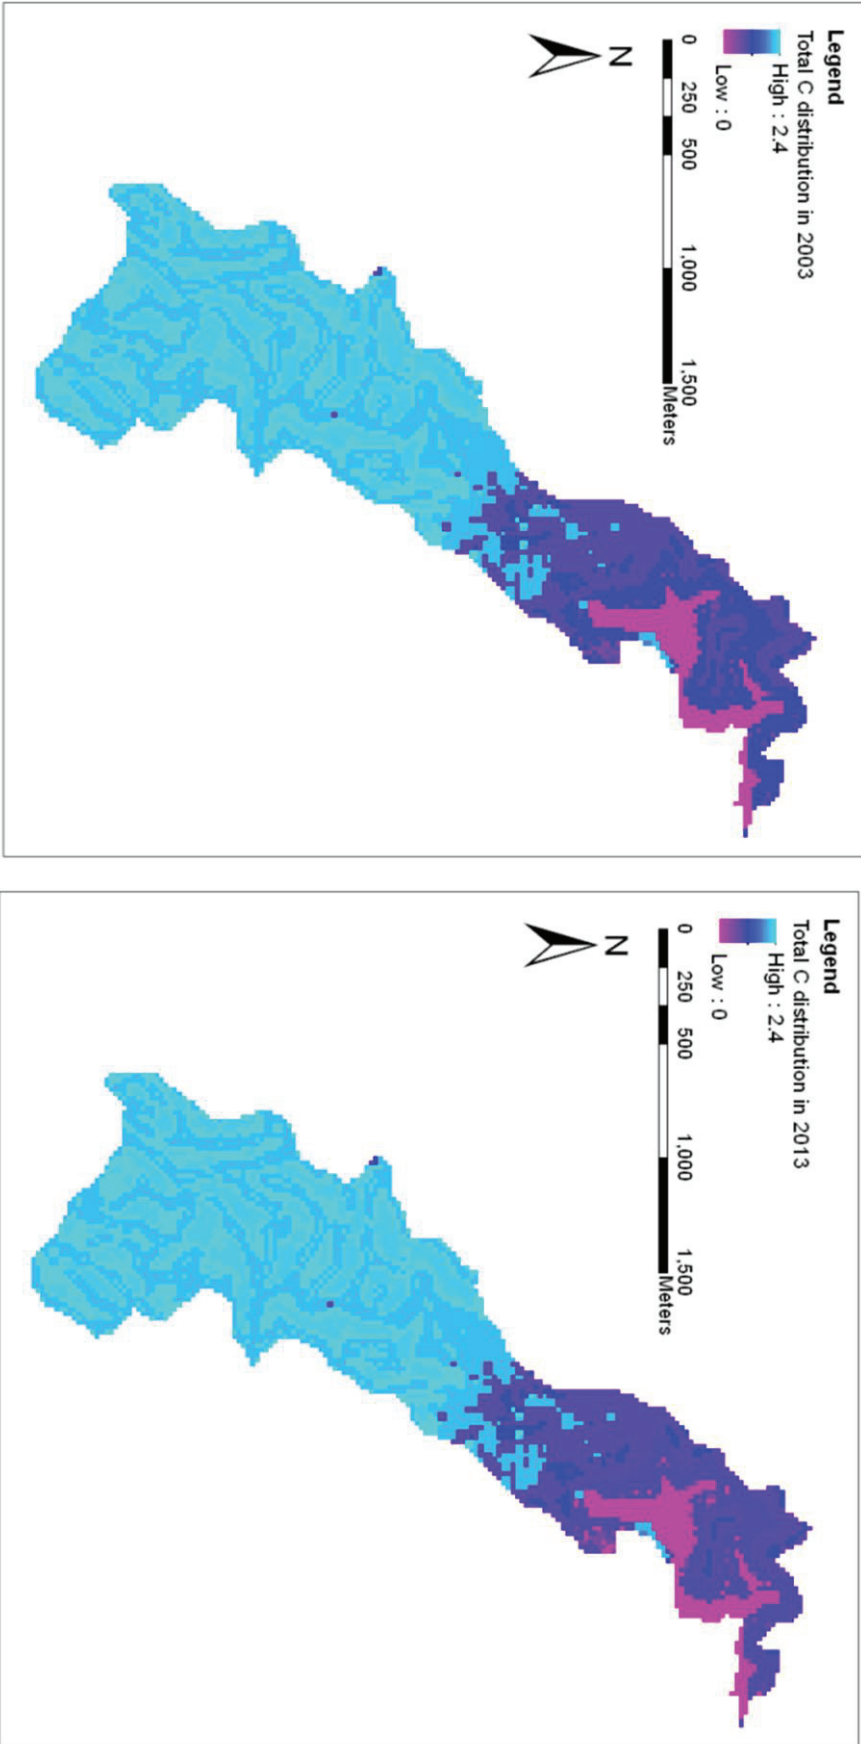 Legend
Total C distribution in 2003
High : 2.4
Low : 0
0 250 500 1,000 1,500
Meters
N
Legend
Total C distribution in 2013
High : 2.4
Low : 0
0 250 500 1,000 1,500
Meters
N